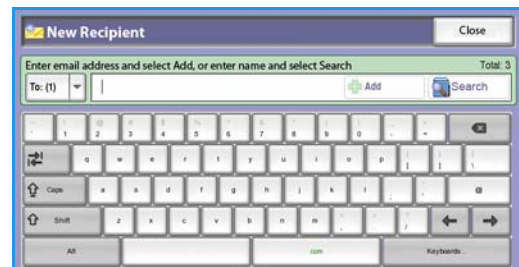 New Recipient Close
Enter email address and select Add, or enter name and select Search Total: 3
To: (1) Add Search
1 2 3 4 5 6 7 8 9 0 - =
q w e r t y u i o p [ ] \
Caps a s d f g h j k l ; ' @
Shift z x c v b n m , . /
Alt .com Keyboards...